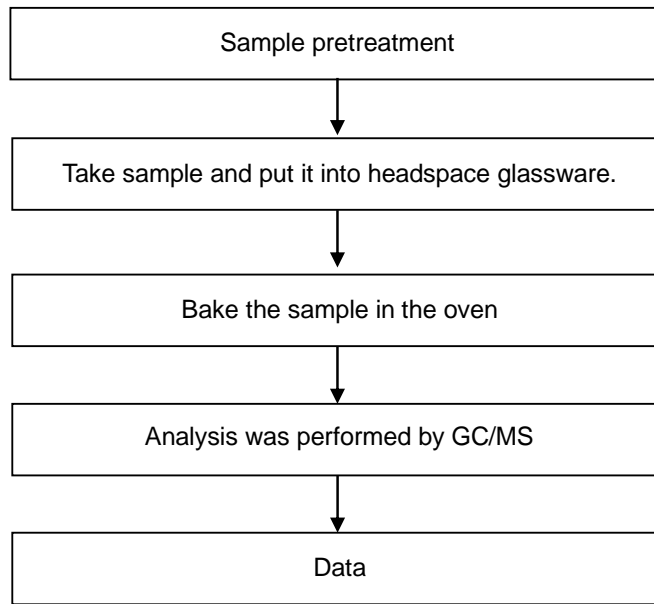 Sample pretreatment
Take sample and put it into headspace glassware.
Bake the sample in the oven
Analysis was performed by GC/MS
Data